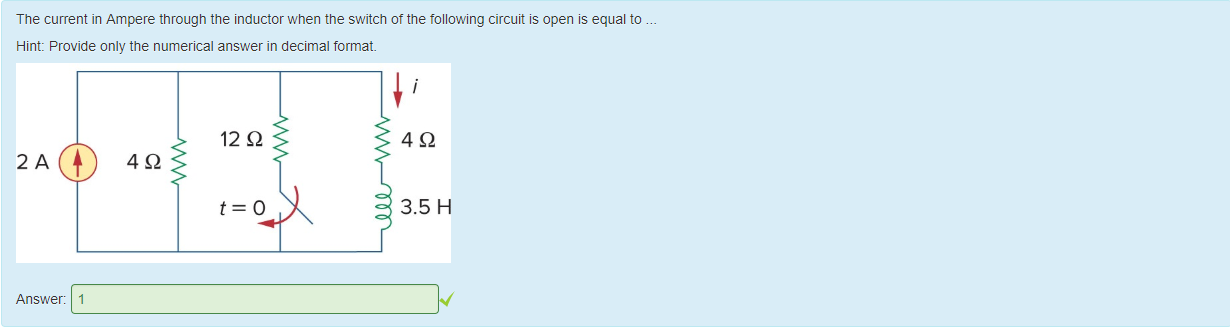 The current in Ampere through the inductor when the switch of the following circuit is open is equal to ...
Hint: Provide only the numerical answer in decimal format.
i
12 Ω
4 Ω
2 A
4 Ω
t = 0
3.5 H
Answer: 1